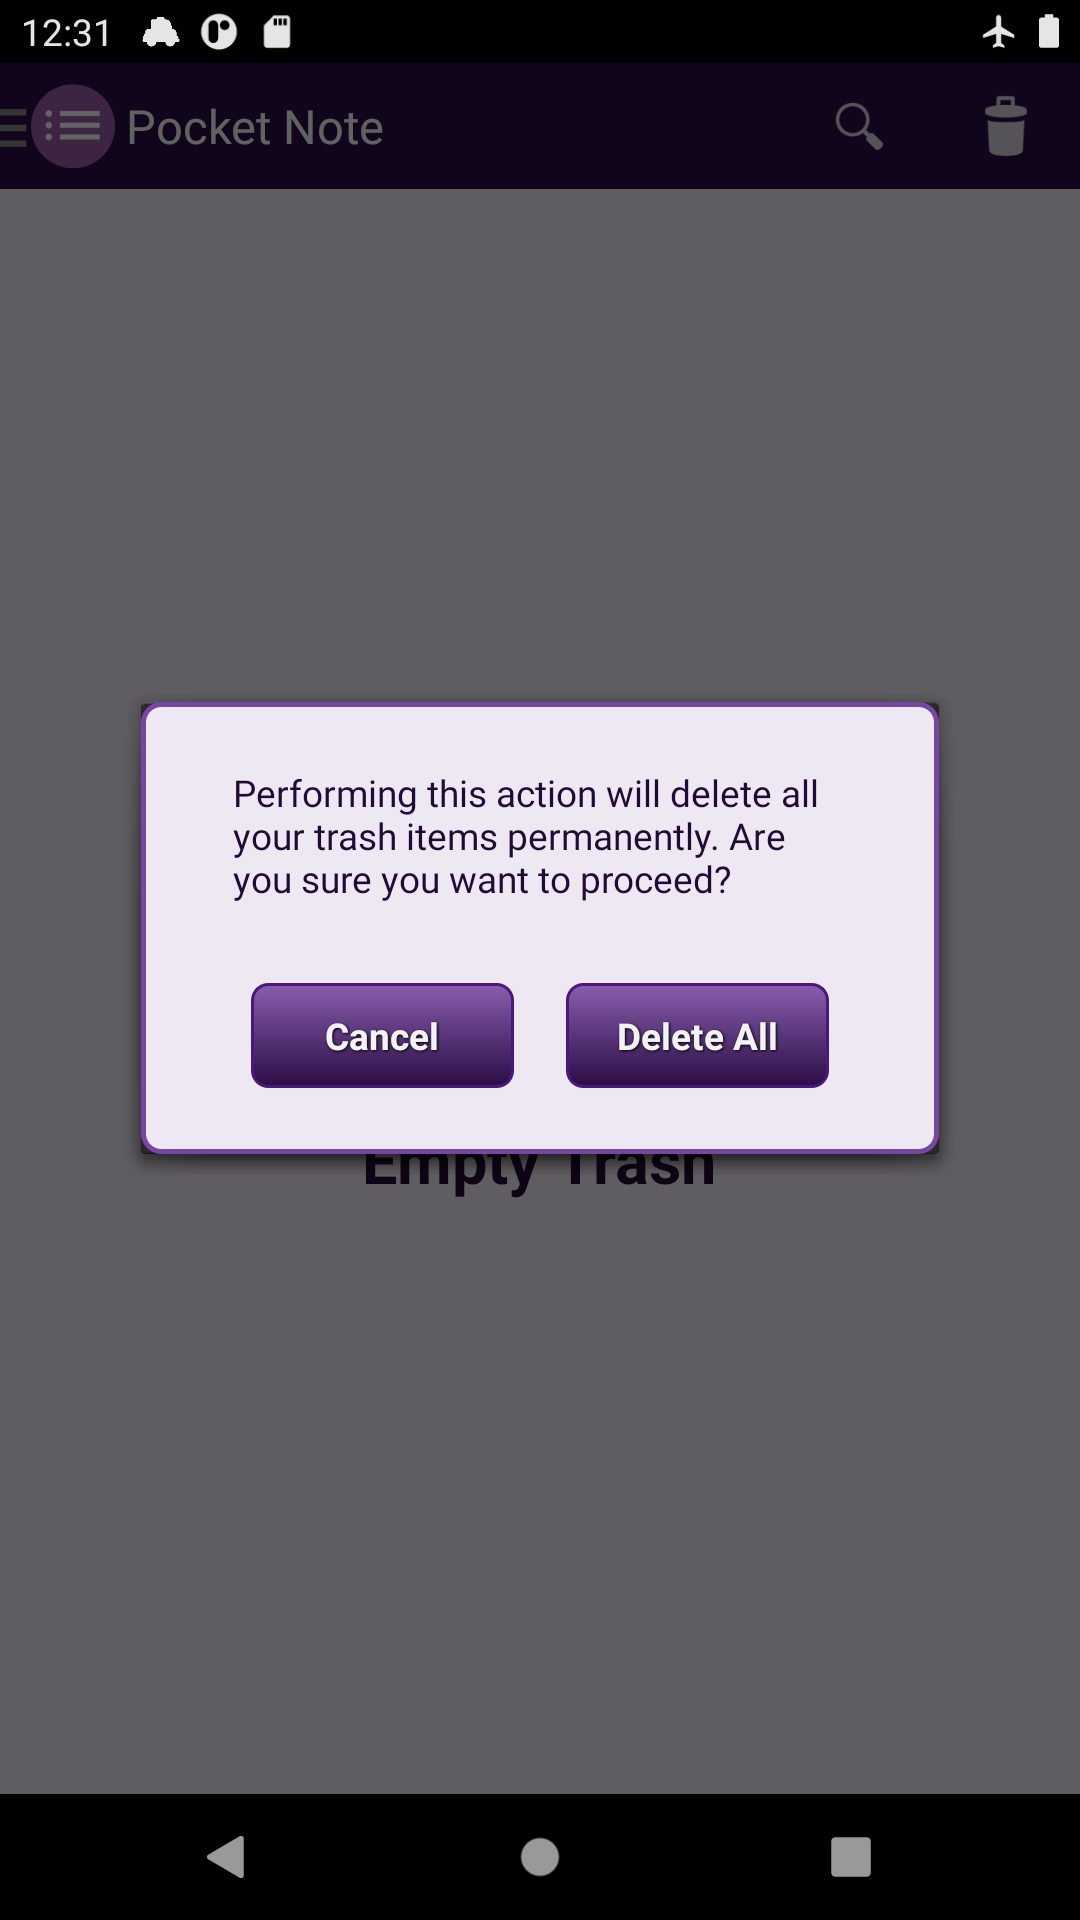 12:31
Pocket Note
Performing this action will delete all
your trash items permanently. Are
you sure you want to proceed?
Cancel
Delete All
Empty Trash